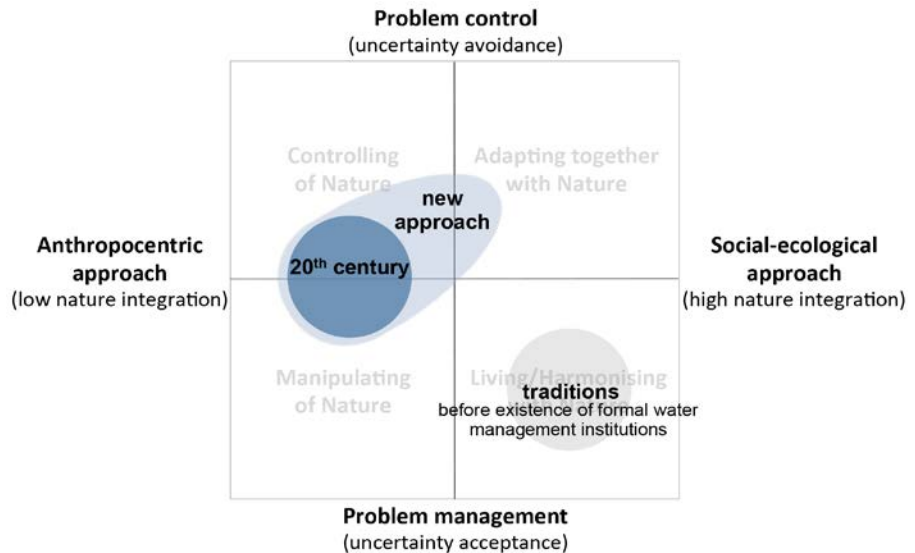 Problem control
(uncertainty avoidance)
Controlling
of Nature
Adapting together
with Nature
new
approach
Anthropocentric
approach
(low nature integration)
20th century
Social-ecological
approach
(high nature integration)
Manipulating
of Nature
Living/Harmonising
with Nature
traditions
before existence of formal water
management institutions
Problem management
(uncertainty acceptance)